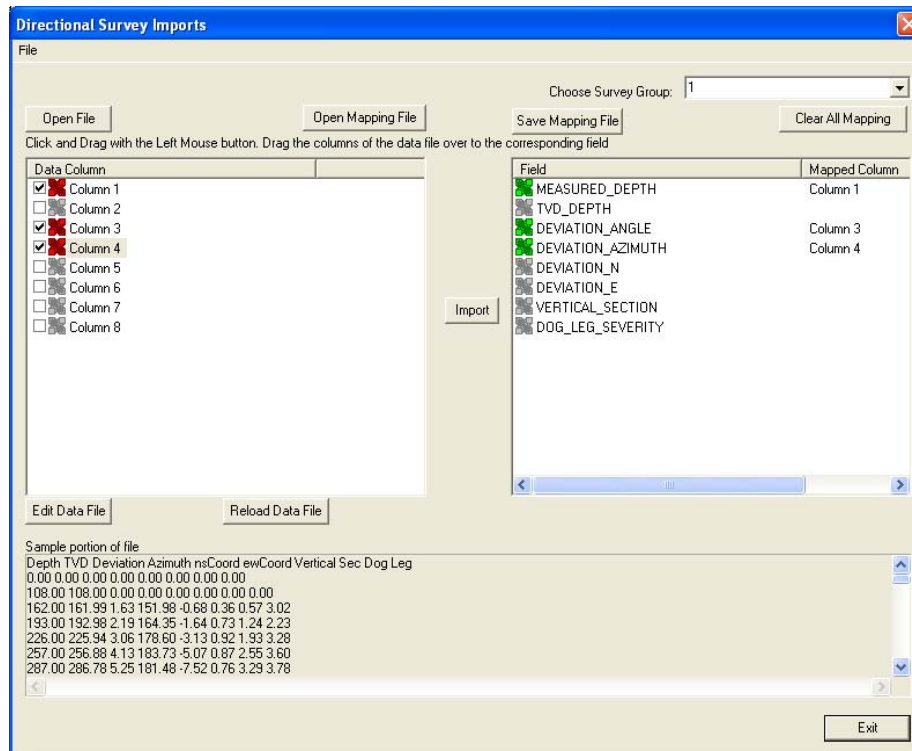 Directional Survey Imports
File
Choose Survey Group: 1
Open File Open Mapping File Save Mapping File Clear All Mapping
Click and Drag with the Left Mouse button. Drag the columns of the data file over to the corresponding field
Data Column
Column 1
Column 2
Column 3
Column 4
Column 5
Column 6
Column 7
Column 8
Import
Field Mapped Column
MEASURED_DEPTH Column 1
TVD_DEPTH
DEVIATION_ANGLE Column 3
DEVIATION_AZIMUTH Column 4
DEVIATION_N
DEVIATION_E
VERTICAL_SECTION
DOG_LEG_SEVERITY
Edit Data File Reload Data File
Sample portion of file
Depth TVD Deviation Azimuth nsCoord ewCoord Vertical Sec Dog Leg
0.00 0.00 0.00 0.00 0.00 0.00 0.00 0.00
108.00 108.00 0.00 0.00 0.00 0.00 0.00 0.00
162.00 161.99 1.63 151.98 -0.68 0.36 0.57 3.02
193.00 192.98 2.19 164.35 -1.64 0.73 1.24 2.23
226.00 225.94 3.06 178.60 -3.13 0.92 1.93 3.28
257.00 256.88 4.13 183.73 -5.07 0.87 2.55 3.60
287.00 286.78 5.25 181.48 -7.52 0.76 3.29 3.78
Exit